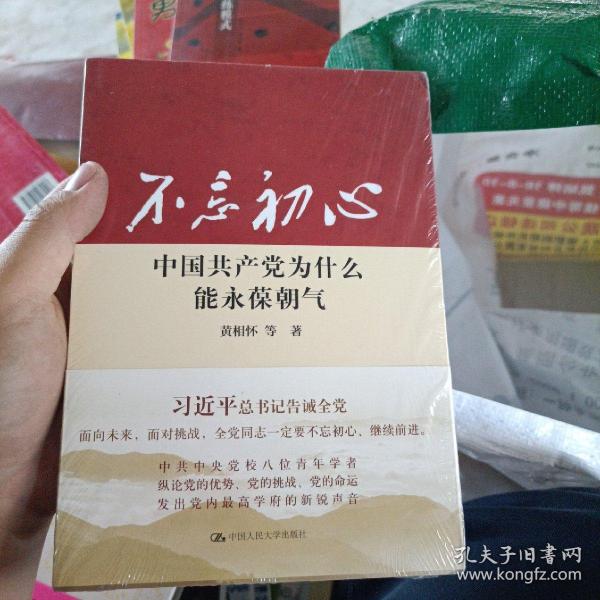 不忘初心
中国共产党为什么
能永葆朝气
黄相怀 等 著
习近平总书记告诫全党
面向未来，面对挑战，全党同志一定要不忘初心、继续前进。
中共中央党校八位青年学者
纵论党的优势、党的挑战、党的命运
发出党内最高学府的新锐声音
中国人民大学出版社
孔夫子旧书网
www.kongfz.com